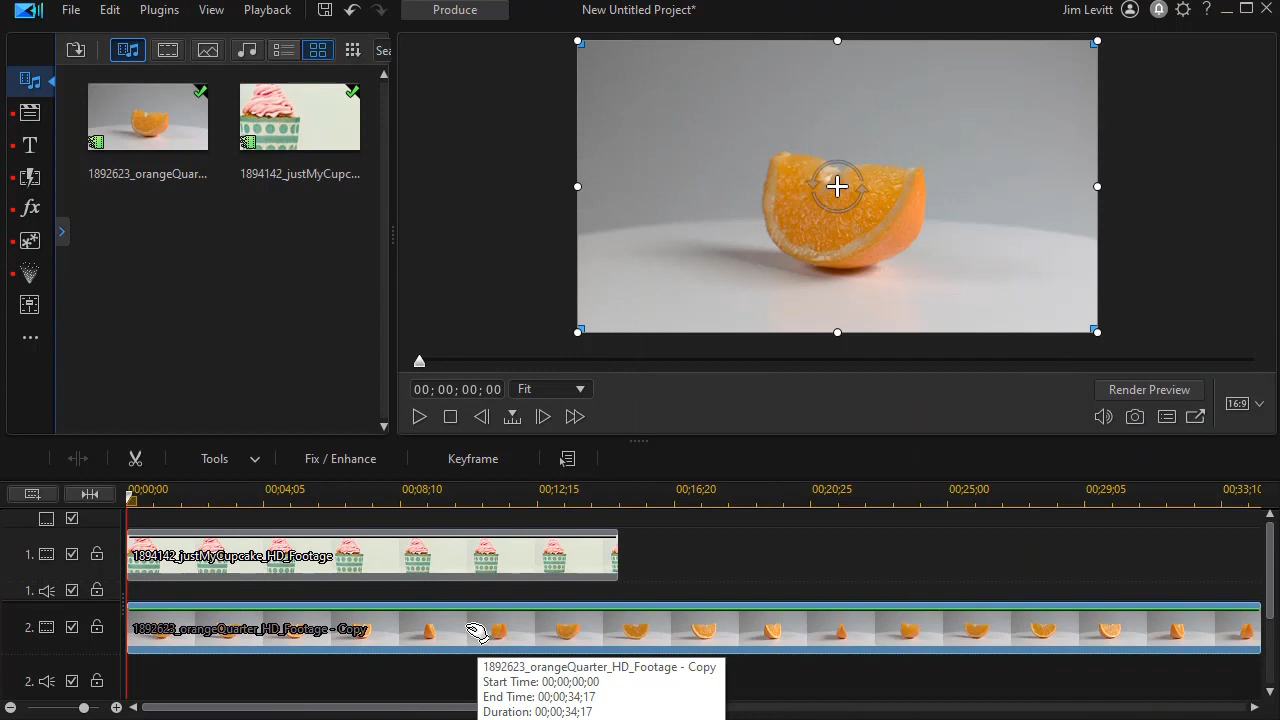 File Edit Plugins View Playback Produce New Untitled Project* Jim Levitt ?
Sea
1892623_orangeQuar... 1894142_justMyCupc...
T
fx
00;00;00;00 Fit Render Preview 16:9
Tools Fix / Enhance Keyframe
00;00;00 00;04;05 00;08;10 00;12;15 00;16;20 00;20;25 00;25;00 00;29;05 00;33;10
1. 1894142_justMyCupcake_HD_Footage
1.
2. 1892623_orangeQuarter_HD_Footage - Copy
1892623_orangeQuarter_HD_Footage - Copy
Start Time: 00;00;00;00
End Time: 00;00;34;17
2. Duration: 00;00;34;17